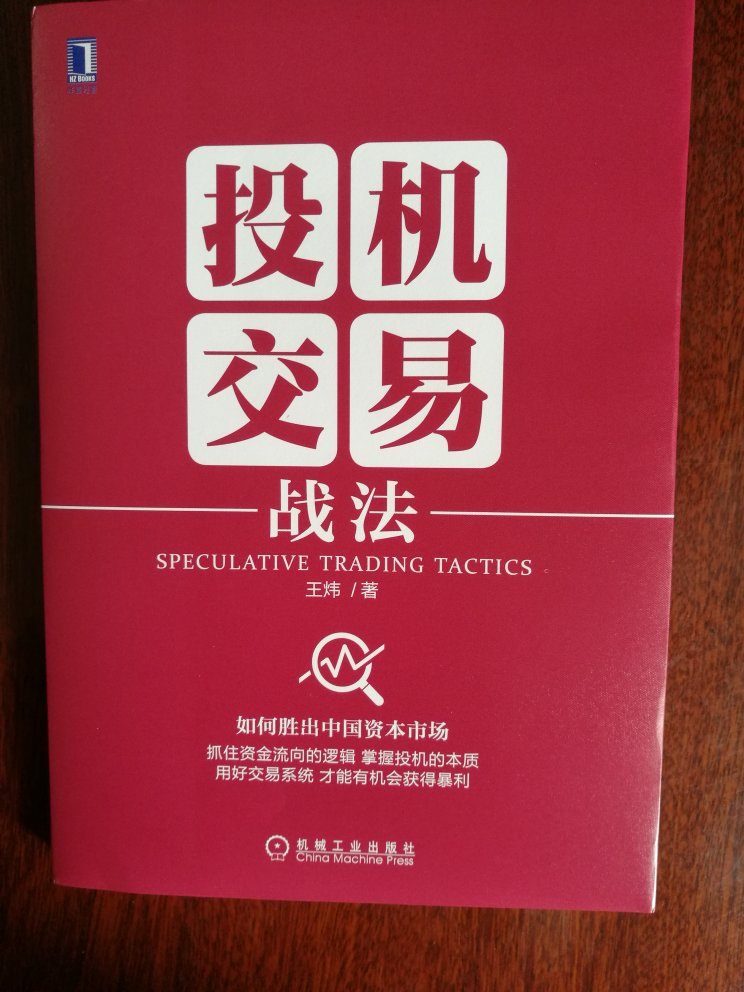 HZ BOOKS
投机
交易
战法
SPECULATIVE TRADING TACTICS
王炜 / 著
如何胜出中国资本市场
抓住资金流向的逻辑 掌握投机的本质
用好交易系统 才能有机会获得暴利
机械工业出版社
China Machine Press